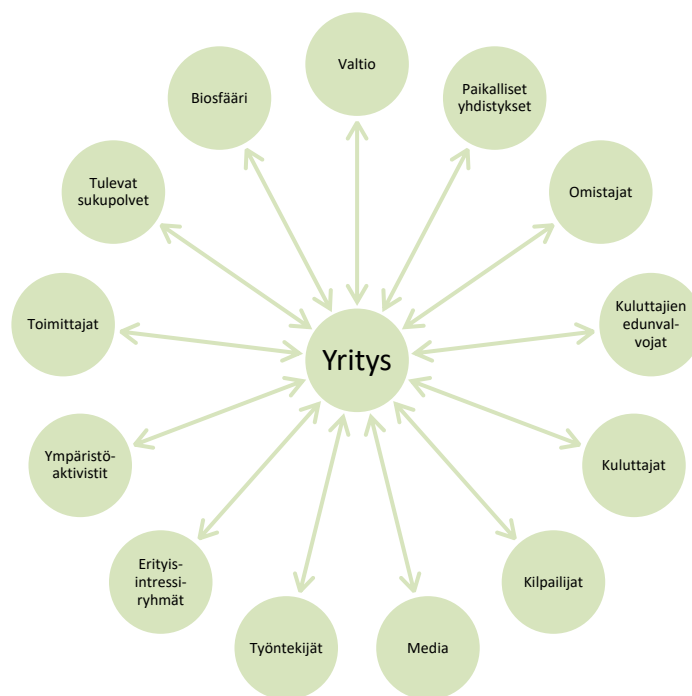 Valtio
Paikalliset
yhdistykset
Omistajat
Kuluttajien
edunval-
vojat
Kuluttajat
Kilpailijat
Media
Työntekijät
Erityis-
intressi-
ryhmät
Ympäristö-
aktivistit
Toimittajat
Tulevat
sukupolvet
Biosfääri
Yritys